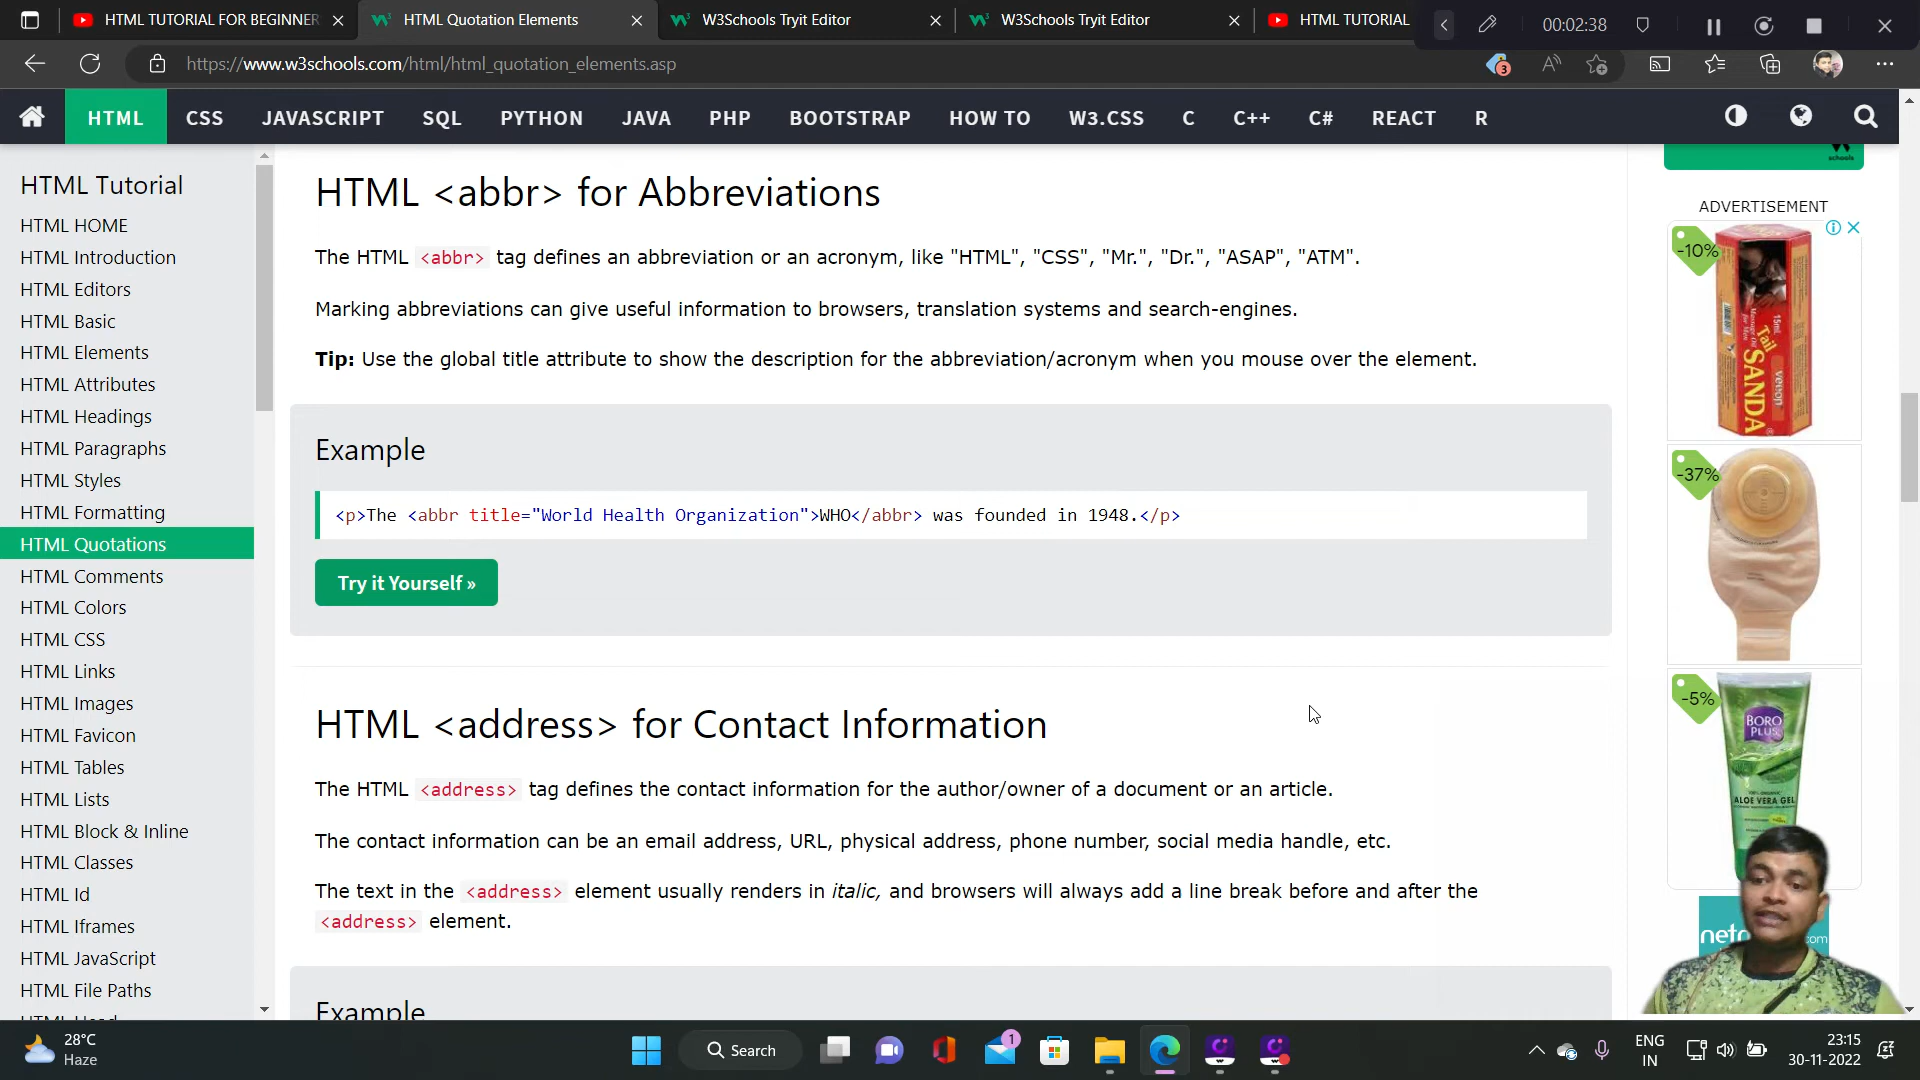 HTML TUTORIAL FOR BEGINNER
HTML Quotation Elements
W3Schools Tryit Editor
W3Schools Tryit Editor
HTML TUTORIAL
00:02:38
https://www.w3schools.com/html/html_quotation_elements.asp
3
HTML CSS JAVASCRIPT SQL PYTHON JAVA PHP BOOTSTRAP HOW TO W3.CSS C C++ C# REACT R
HTML Tutorial
HTML HOME
HTML Introduction
HTML Editors
HTML Basic
HTML Elements
HTML Attributes
HTML Headings
HTML Paragraphs
HTML Styles
HTML Formatting
HTML Quotations
HTML Comments
HTML Colors
HTML CSS
HTML Links
HTML Images
HTML Favicon
HTML Tables
HTML Lists
HTML Block & Inline
HTML Classes
HTML Id
HTML Iframes
HTML JavaScript
HTML File Paths
HTML <abbr> for Abbreviations
The HTML <abbr> tag defines an abbreviation or an acronym, like "HTML", "CSS", "Mr.", "Dr.", "ASAP", "ATM".
Marking abbreviations can give useful information to browsers, translation systems and search-engines.
Tip: Use the global title attribute to show the description for the abbreviation/acronym when you mouse over the element.
Example
<p>The <abbr title="World Health Organization">WHO</abbr> was founded in 1948.</p>
Try it Yourself »
HTML <address> for Contact Information
The HTML <address> tag defines the contact information for the author/owner of a document or an article.
The contact information can be an email address, URL, physical address, phone number, social media handle, etc.
The text in the <address> element usually renders in italic, and browsers will always add a line break before and after the
<address> element.
Example
schools
ADVERTISEMENT
-10%
15ml
SANDA
Tail
-37%
-5%
BORO
PLUS
ALOE VERA GEL
28°C
Haze
Search
1
ENG
IN
23:15
30-11-2022